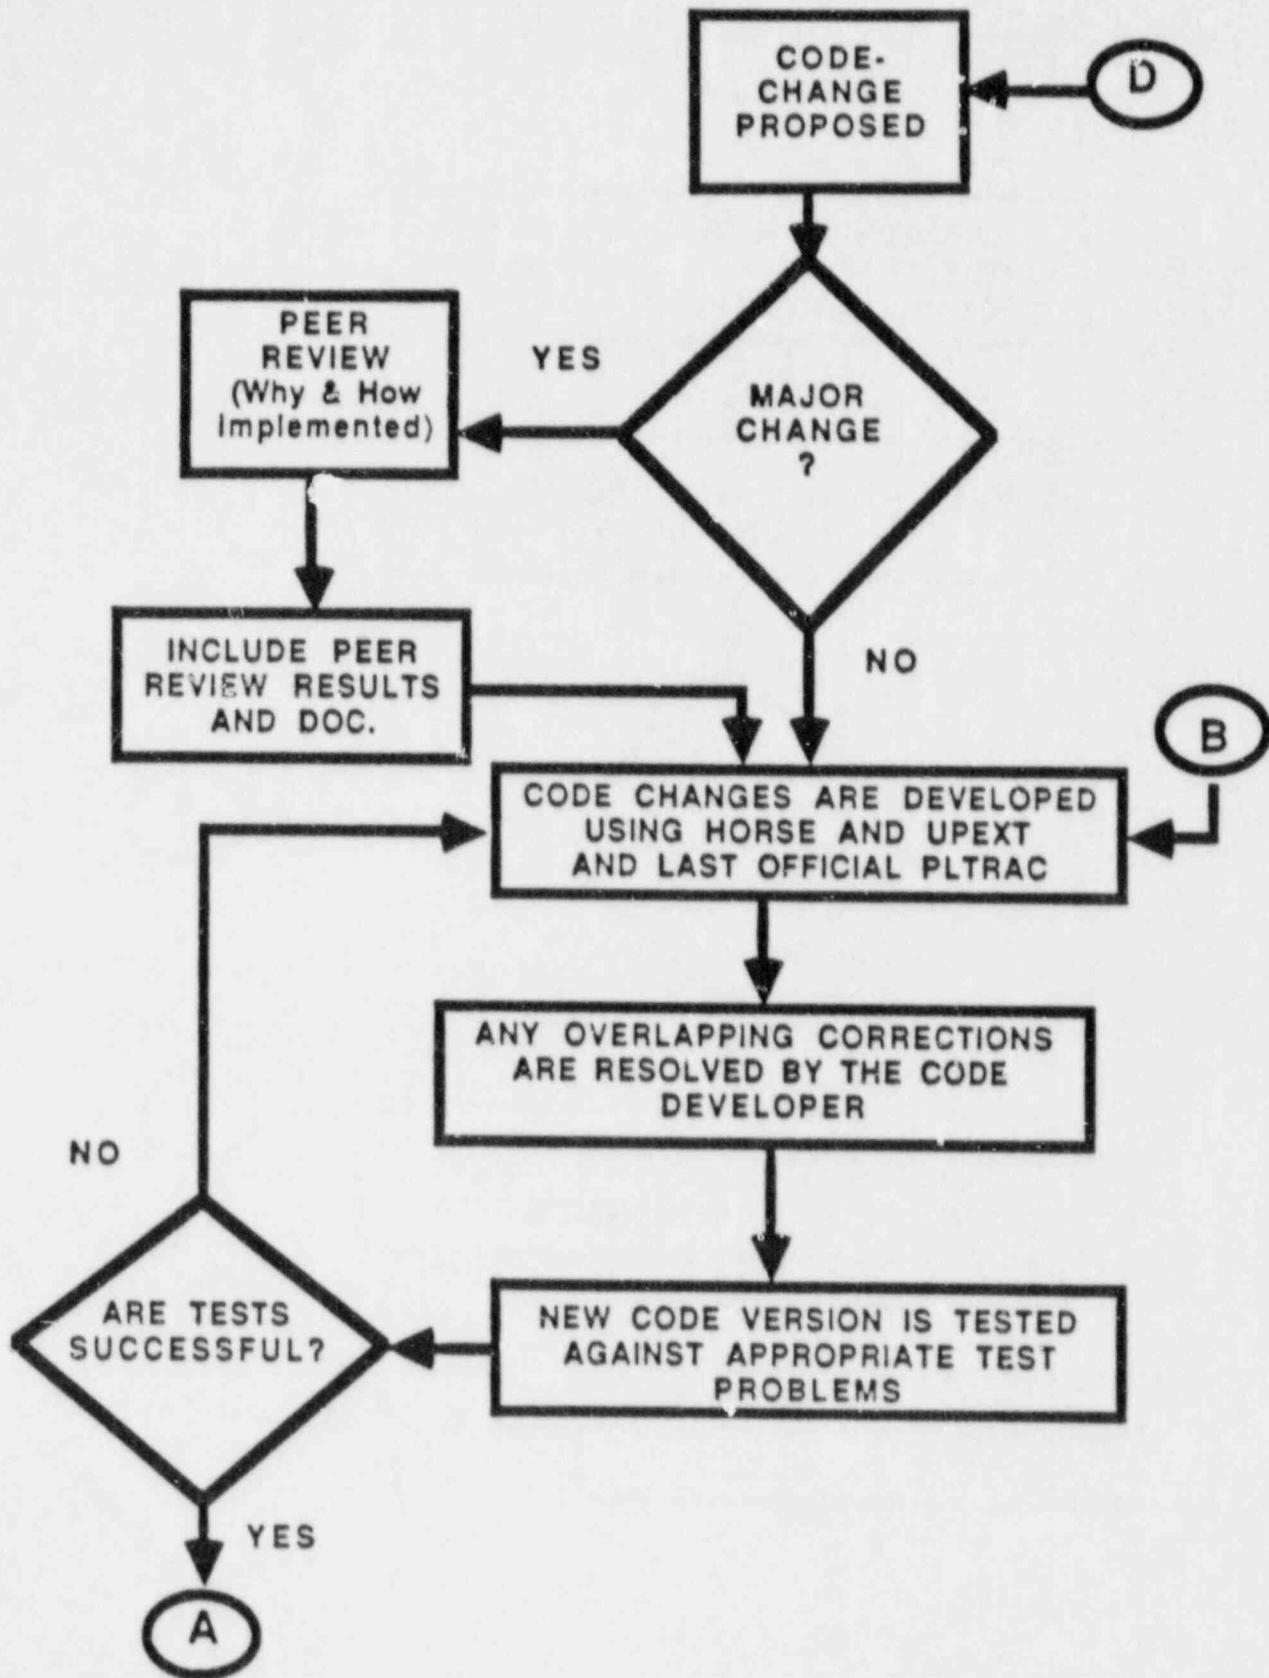 CODE-
CHANGE
PROPOSED
D
PEER
REVIEW
(Why & How
Implemented)
YES
MAJOR
CHANGE
?
INCLUDE PEER
REVIEW RESULTS
AND DOC.
NO
B
CODE CHANGES ARE DEVELOPED
USING HORSE AND UPEXT
AND LAST OFFICIAL PLTRAC
ANY OVERLAPPING CORRECTIONS
ARE RESOLVED BY THE CODE
DEVELOPER
NO
ARE TESTS
SUCCESSFUL?
NEW CODE VERSION IS TESTED
AGAINST APPROPRIATE TEST
PROBLEMS
YES
A